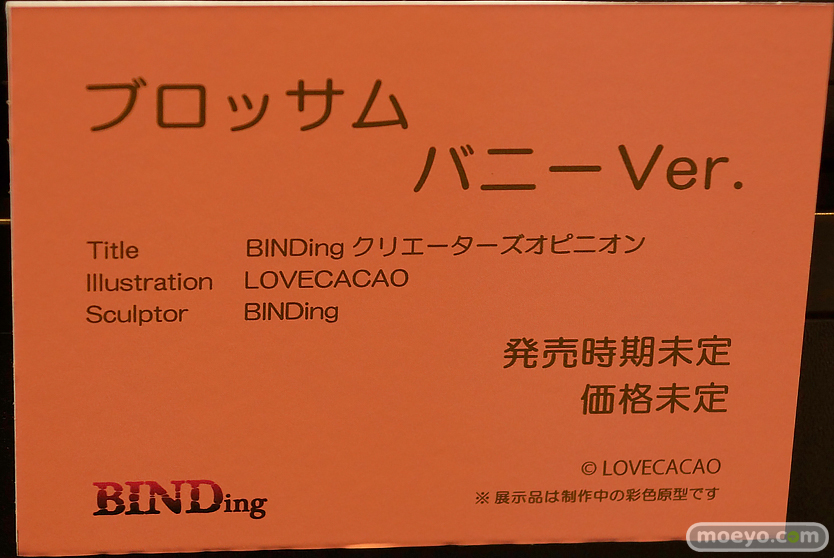 ブロッサム
バニーVer.
Title BINDing クリエーターズオピニオン
Illustration LOVECACAO
Sculptor BINDing
発売時期未定
価格未定
© LOVECACAO
※展示品は制作中の彩色原型です
BINDing
moeyo.com